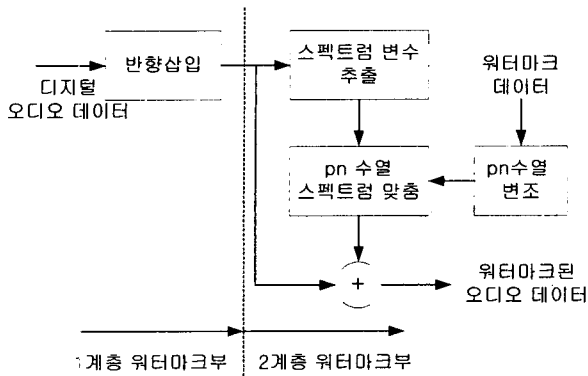 반향삽입
디지털
오디오 데이터
스펙트럼 변수
추출
워터마크
데이터
pn 수열
스펙트럼 맞춤
pn수열
변조
+
워터마크된
오디오 데이터
1계층 워터마크부
2계층 워터마크부